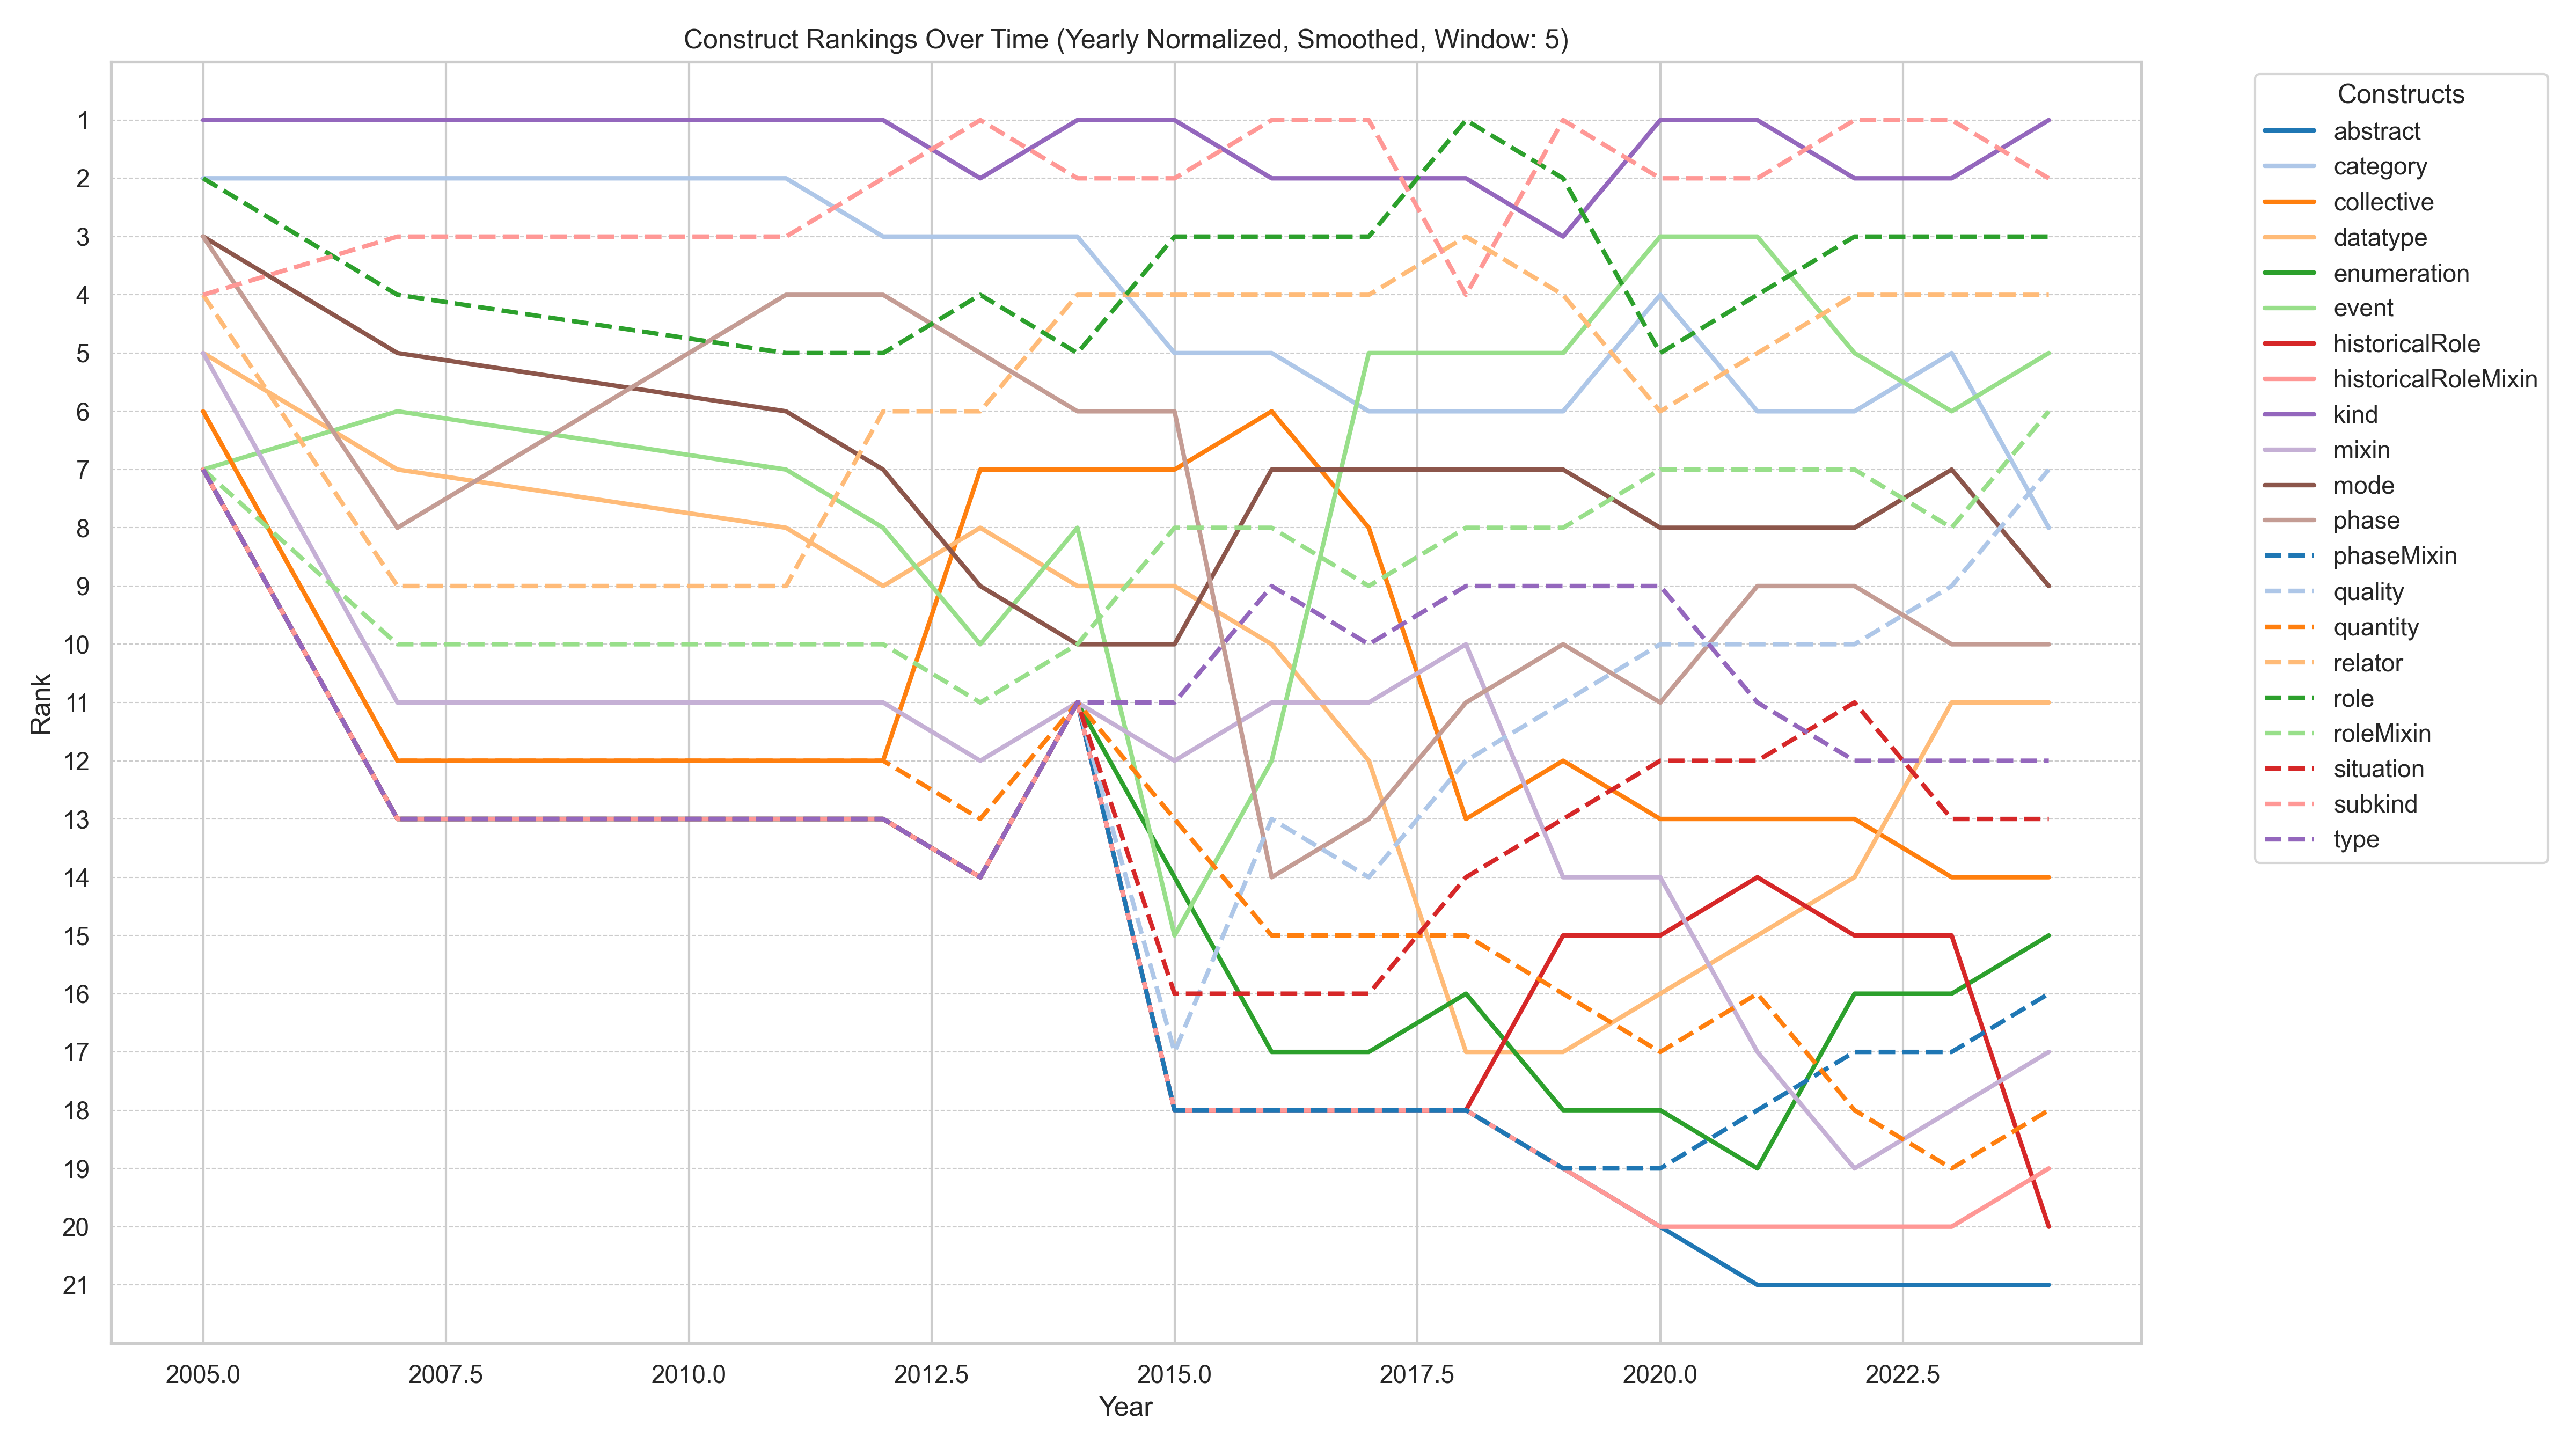 Construct Rankings Over Time (Yearly Normalized, Smoothed, Window: 5)
Rank
1
2
3
4
5
6
7
8
9
10
11
12
13
14
15
16
17
18
19
20
21
2005.0 2007.5 2010.0 2012.5 2015.0 2017.5 2020.0 2022.5
Year
Constructs
abstract
category
collective
datatype
enumeration
event
historicalRole
historicalRoleMixin
kind
mixin
mode
phase
phaseMixin
quality
quantity
relator
role
roleMixin
situation
subkind
type